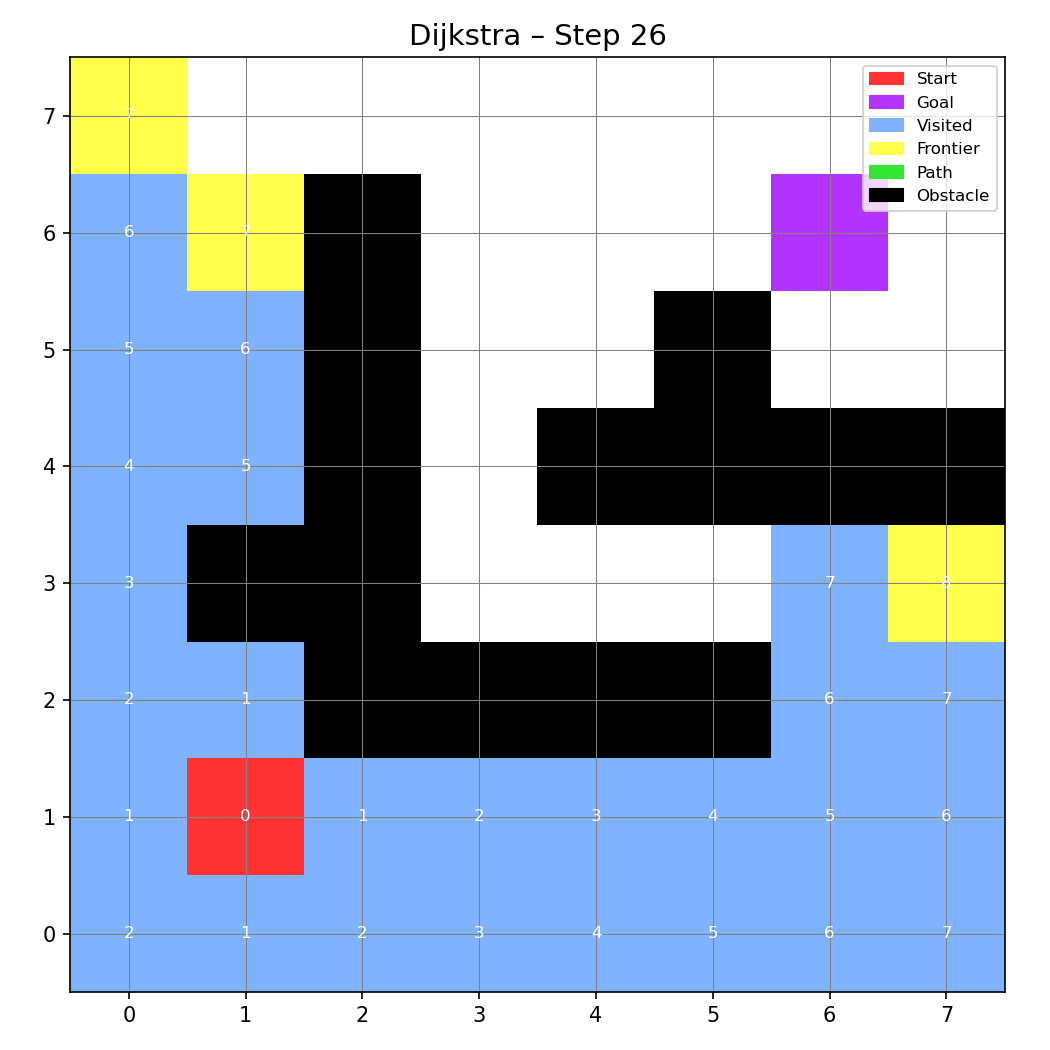 Dijkstra – Step 26
Start
Goal
Visited
Frontier
Path
Obstacle
7 7
6 6 7
5 5 6
4 4 5
3 3 7 8
2 2 1 6 7
1 1 0 1 2 3 4 5 6
0 2 1 2 3 4 5 6 7
0 1 2 3 4 5 6 7